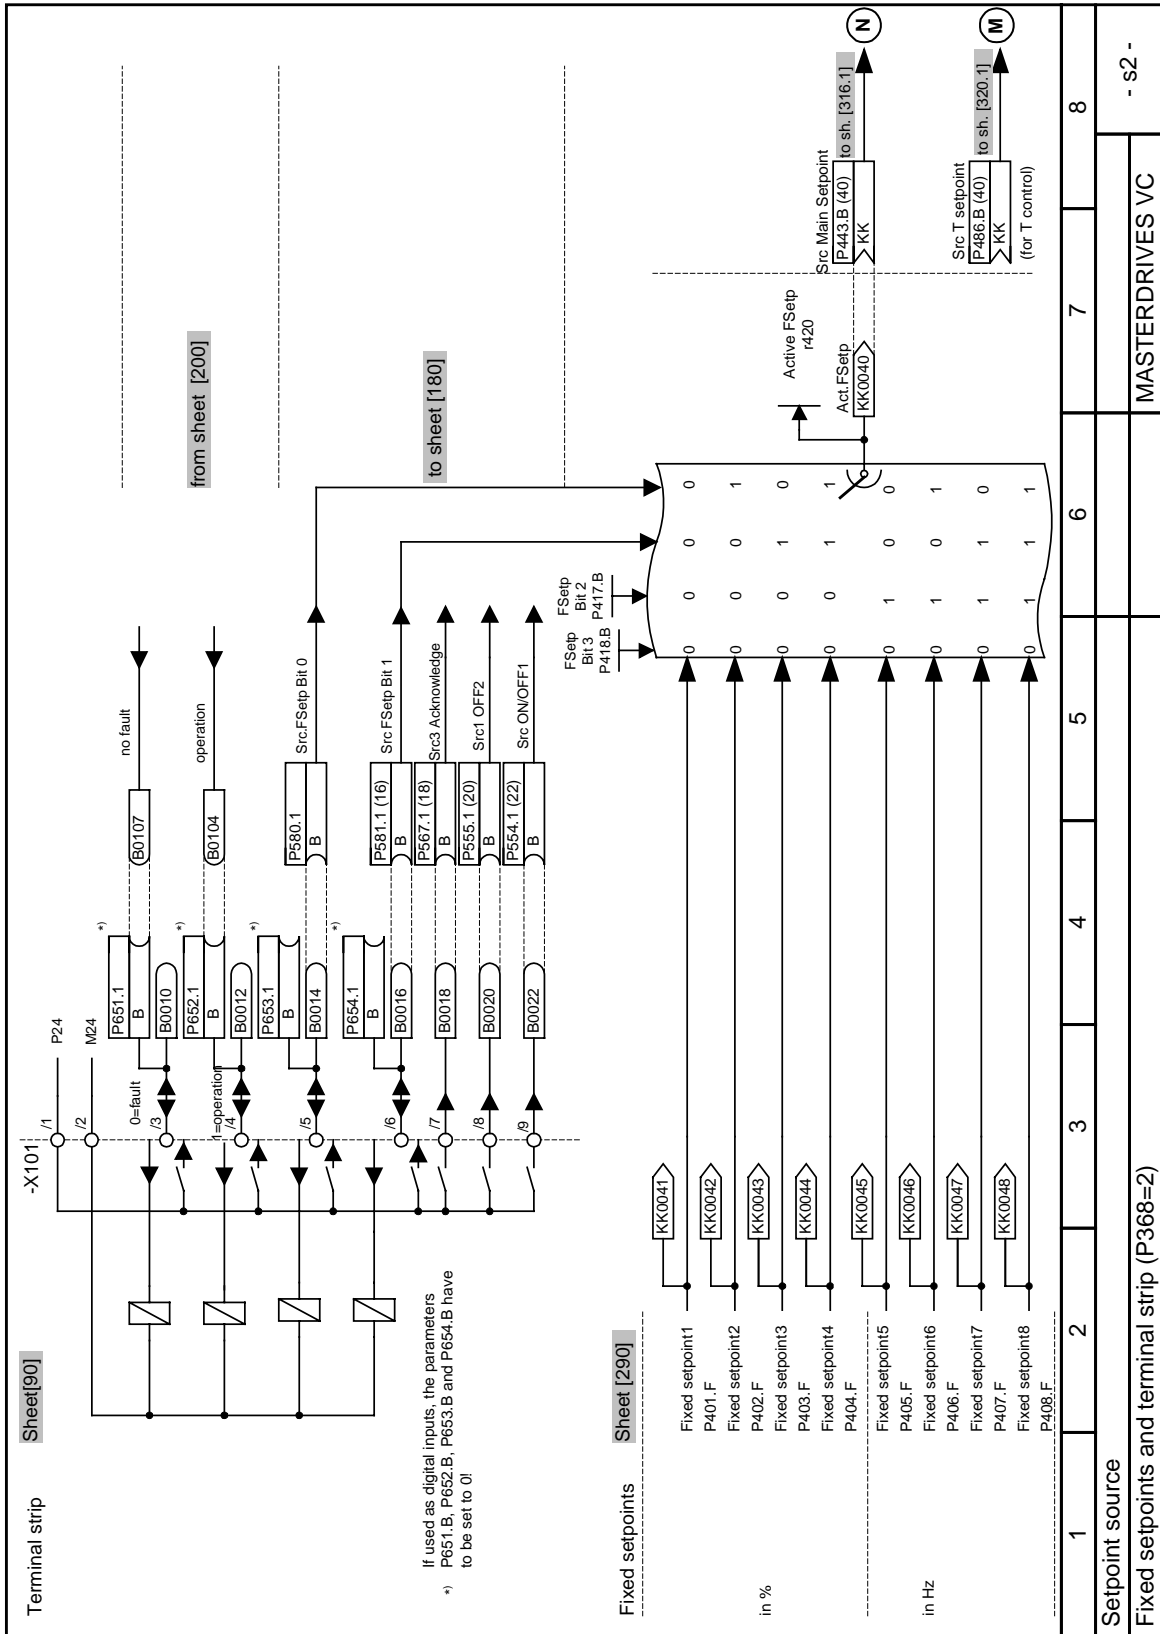 Terminal strip
Sheet[90]
-X101
/1
P24
/2
M24
0=fault
/3
P651.1
B
*)
B0010
B0107
no fault
1=operation
/4
P652.1
B
*)
B0012
B0104
operation
from sheet [200]
/5
P653.1
B
*)
B0014
P580.1
B
Src.FSetp Bit 0
/6
P654.1
B
*)
B0016
P581.1 (16)
B
Src FSetp Bit 1
to sheet [180]
/7
B0018
P567.1 (18)
B
Src3 Acknowledge
/8
B0020
P555.1 (20)
B
Src1 OFF2
/9
B0022
P554.1 (22)
B
Src ON/OFF1
*)
If used as digital inputs, the parameters
P651.B, P652.B, P653.B and P654.B have
to be set to 0!
Fixed setpoints
Sheet [290]
FSetp
Bit 3
P418.B
FSetp
Bit 2
P417.B
in %
Fixed setpoint1
P401.F
KK0041
0 0 0 0
Fixed setpoint2
P402.F
KK0042
0 0 0 1
Fixed setpoint3
P403.F
KK0043
0 0 1 0
Fixed setpoint4
P404.F
KK0044
0 0 1 1
in Hz
Fixed setpoint5
P405.F
KK0045
0 1 0 0
Fixed setpoint6
P406.F
KK0046
0 1 0 1
Fixed setpoint7
P407.F
KK0047
0 1 1 0
Fixed setpoint8
P408.F
KK0048
0 1 1 1
Active FSetp
r420
Act.FSetp
KK0040
Src Main Setpoint
P443.B (40)
KK
to sh. [316.1]
N
Src T setpoint
P486.B (40)
KK
(for T control)
to sh. [320.1]
M
1 2 3 4 5 6 7 8
Setpoint source
Fixed setpoints and terminal strip (P368=2)
MASTERDRIVES VC
- s2 -